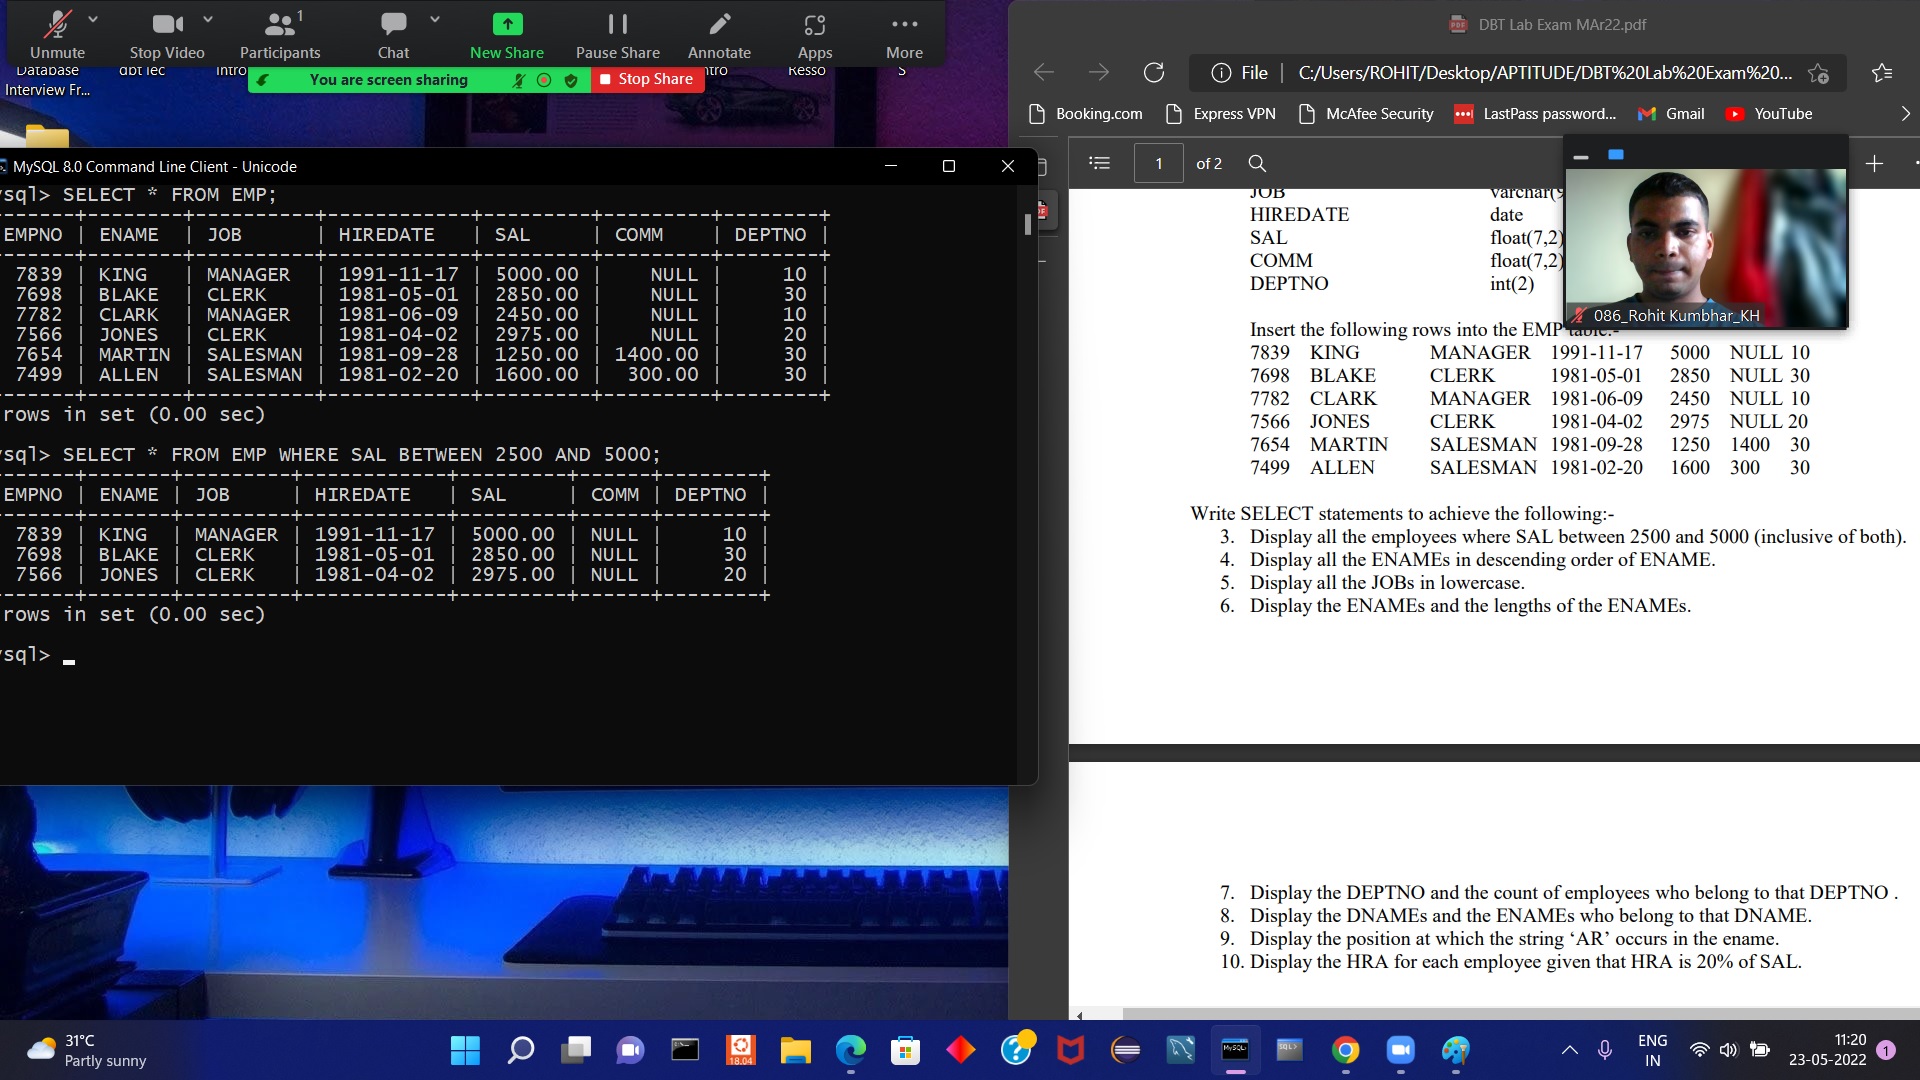 Unmute
Stop Video
Participants
1
Chat
New Share
Pause Share
Annotate
Apps
More
You are screen sharing
Stop Share
Database
Interview Fr...
dbt lec
Resso
S
MySQL 8.0 Command Line Client - Unicode
sql> SELECT * FROM EMP;
EMPNO | ENAME | JOB | HIREDATE | SAL | COMM | DEPTNO |
7839 | KING | MANAGER | 1991-11-17 | 5000.00 | NULL | 10 |
7698 | BLAKE | CLERK | 1981-05-01 | 2850.00 | NULL | 30 |
7782 | CLARK | MANAGER | 1981-06-09 | 2450.00 | NULL | 10 |
7566 | JONES | CLERK | 1981-04-02 | 2975.00 | NULL | 20 |
7654 | MARTIN | SALESMAN | 1981-09-28 | 1250.00 | 1400.00 | 30 |
7499 | ALLEN | SALESMAN | 1981-02-20 | 1600.00 | 300.00 | 30 |
rows in set (0.00 sec)
sql> SELECT * FROM EMP WHERE SAL BETWEEN 2500 AND 5000;
EMPNO | ENAME | JOB | HIREDATE | SAL | COMM | DEPTNO |
7839 | KING | MANAGER | 1991-11-17 | 5000.00 | NULL | 10 |
7698 | BLAKE | CLERK | 1981-05-01 | 2850.00 | NULL | 30 |
7566 | JONES | CLERK | 1981-04-02 | 2975.00 | NULL | 20 |
rows in set (0.00 sec)
sql>
DBT Lab Exam MAr22.pdf
File | C:/Users/ROHIT/Desktop/APTITUDE/DBT%20Lab%20Exam%20...
Booking.com
Express VPN
McAfee Security
LastPass password...
Gmail
YouTube
1 of 2
JOB varchar(9
HIREDATE date
SAL float(7,2)
COMM float(7,2)
DEPTNO int(2)
086_Rohit Kumbhar_KH
Insert the following rows into the EMP table:-
7839 KING MANAGER 1991-11-17 5000 NULL 10
7698 BLAKE CLERK 1981-05-01 2850 NULL 30
7782 CLARK MANAGER 1981-06-09 2450 NULL 10
7566 JONES CLERK 1981-04-02 2975 NULL 20
7654 MARTIN SALESMAN 1981-09-28 1250 1400 30
7499 ALLEN SALESMAN 1981-02-20 1600 300 30
Write SELECT statements to achieve the following:-
3. Display all the employees where SAL between 2500 and 5000 (inclusive of both).
4. Display all the ENAMEs in descending order of ENAME.
5. Display all the JOBs in lowercase.
6. Display the ENAMEs and the lengths of the ENAMEs.
7. Display the DEPTNO and the count of employees who belong to that DEPTNO .
8. Display the DNAMEs and the ENAMEs who belong to that DNAME.
9. Display the position at which the string ‘AR’ occurs in the ename.
10. Display the HRA for each employee given that HRA is 20% of SAL.
31°C
Partly sunny
18.04
ENG
IN
11:20
23-05-2022
1